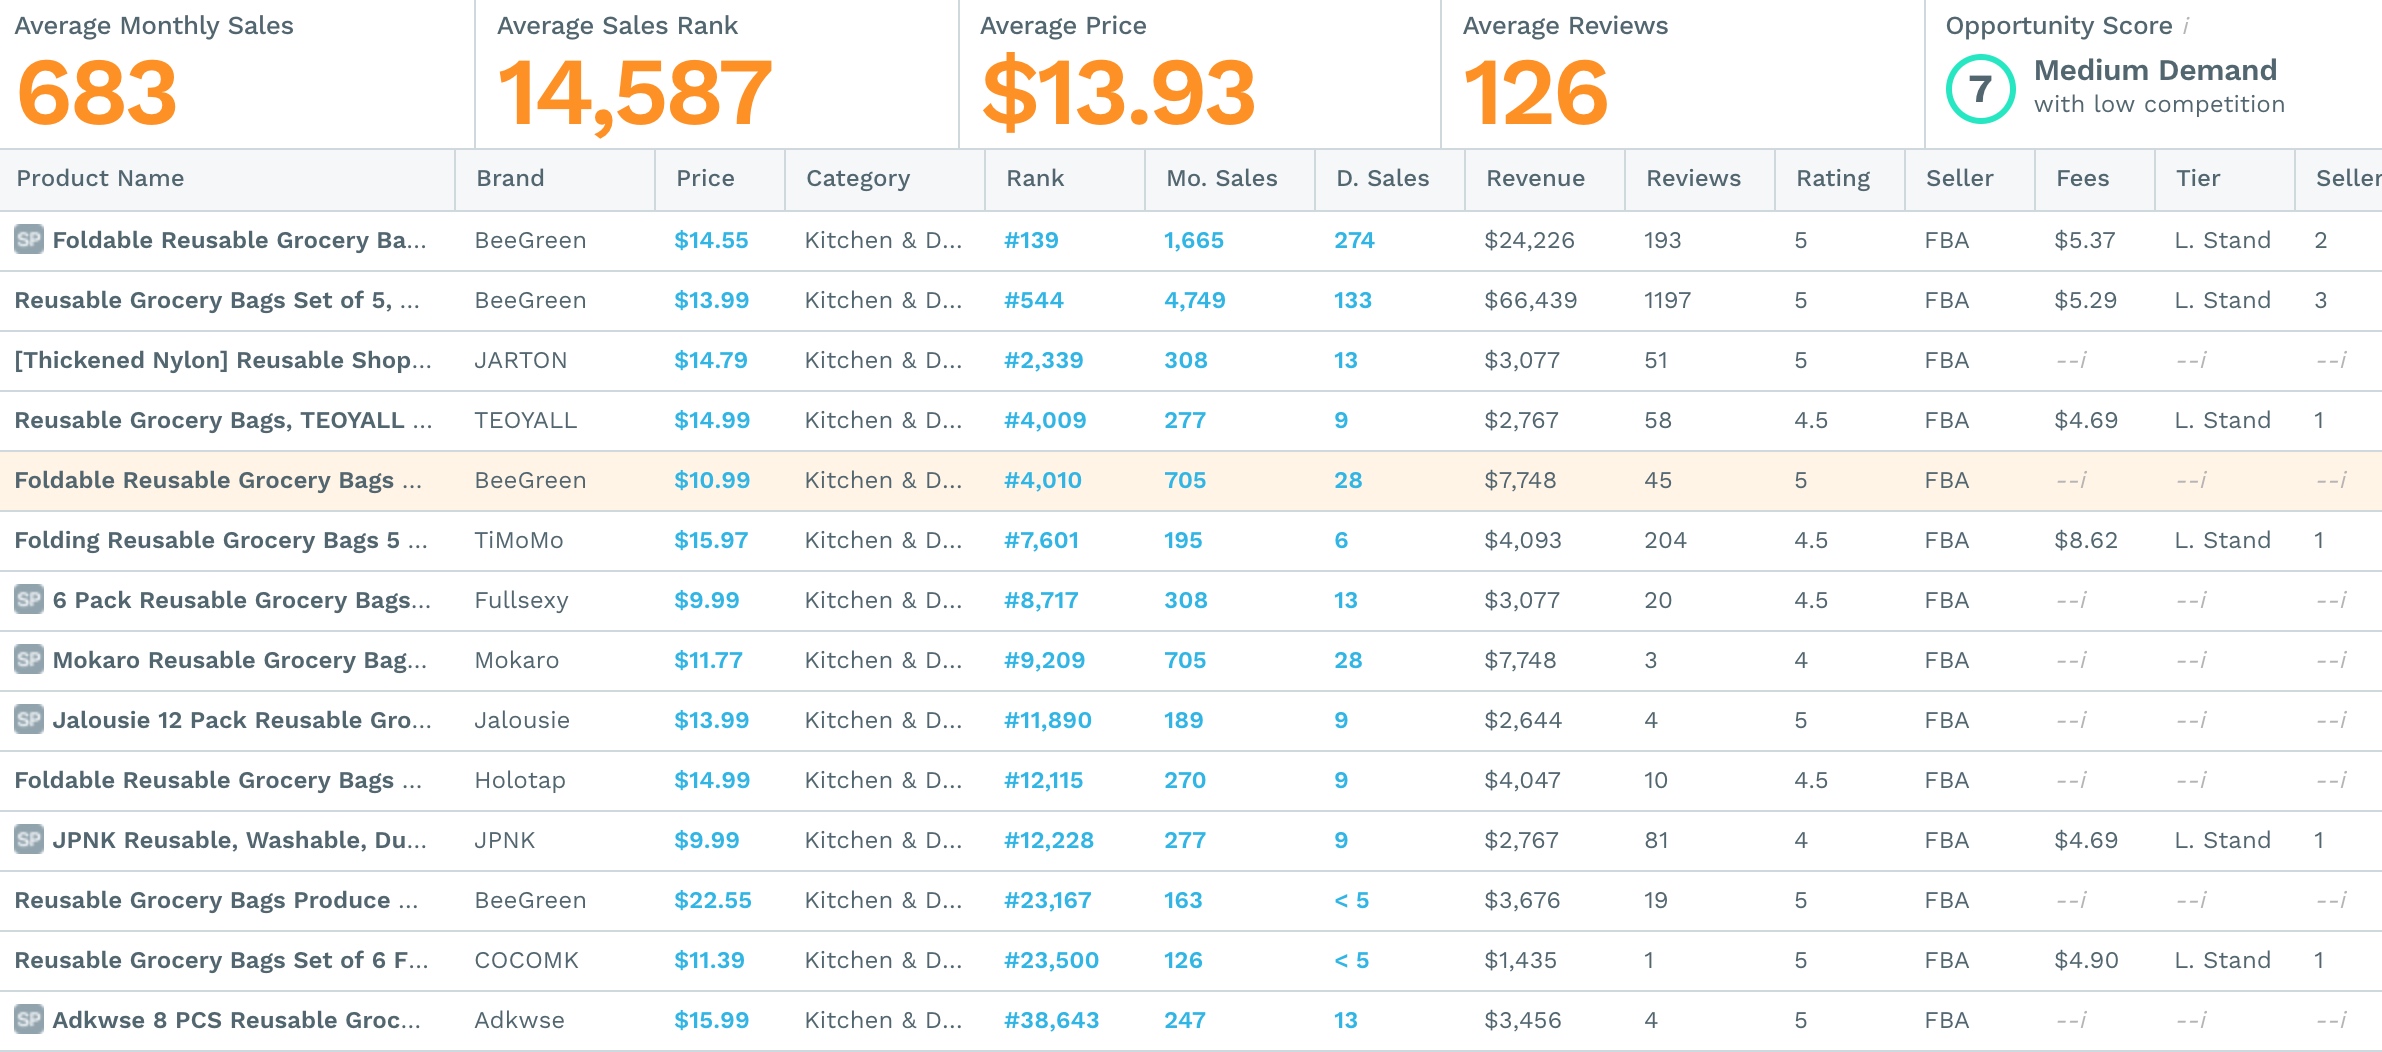 Average Monthly Sales Average Sales Rank Average Price Average Reviews Opportunity Score i
683 14,587 $13.93 126 7 Medium Demand
with low competition
Product Name Brand Price Category Rank Mo. Sales D. Sales Revenue Reviews Rating Seller Fees Tier Seller
SP Foldable Reusable Grocery Ba... BeeGreen $14.55 Kitchen & D... #139 1,665 274 $24,226 193 5 FBA $5.37 L. Stand 2
Reusable Grocery Bags Set of 5, ... BeeGreen $13.99 Kitchen & D... #544 4,749 133 $66,439 1197 5 FBA $5.29 L. Stand 3
[Thickened Nylon] Reusable Shop... JARTON $14.79 Kitchen & D... #2,339 308 13 $3,077 51 5 FBA --i --i --i
Reusable Grocery Bags, TEOYALL ... TEOYALL $14.99 Kitchen & D... #4,009 277 9 $2,767 58 4.5 FBA $4.69 L. Stand 1
Foldable Reusable Grocery Bags ... BeeGreen $10.99 Kitchen & D... #4,010 705 28 $7,748 45 5 FBA --i --i --i
Folding Reusable Grocery Bags 5 ... TiMoMo $15.97 Kitchen & D... #7,601 195 6 $4,093 204 4.5 FBA $8.62 L. Stand 1
SP 6 Pack Reusable Grocery Bags... Fullsexy $9.99 Kitchen & D... #8,717 308 13 $3,077 20 4.5 FBA --i --i --i
SP Mokaro Reusable Grocery Bag... Mokaro $11.77 Kitchen & D... #9,209 705 28 $7,748 3 4 FBA --i --i --i
SP Jalousie 12 Pack Reusable Gro... Jalousie $13.99 Kitchen & D... #11,890 189 9 $2,644 4 5 FBA --i --i --i
Foldable Reusable Grocery Bags ... Holotap $14.99 Kitchen & D... #12,115 270 9 $4,047 10 4.5 FBA --i --i --i
SP JPNK Reusable, Washable, Du... JPNK $9.99 Kitchen & D... #12,228 277 9 $2,767 81 4 FBA $4.69 L. Stand 1
Reusable Grocery Bags Produce ... BeeGreen $22.55 Kitchen & D... #23,167 163 < 5 $3,676 19 5 FBA --i --i --i
Reusable Grocery Bags Set of 6 F... COCOMK $11.39 Kitchen & D... #23,500 126 < 5 $1,435 1 5 FBA $4.90 L. Stand 1
SP Adkwse 8 PCS Reusable Groc... Adkwse $15.99 Kitchen & D... #38,643 247 13 $3,456 4 5 FBA --i --i --i